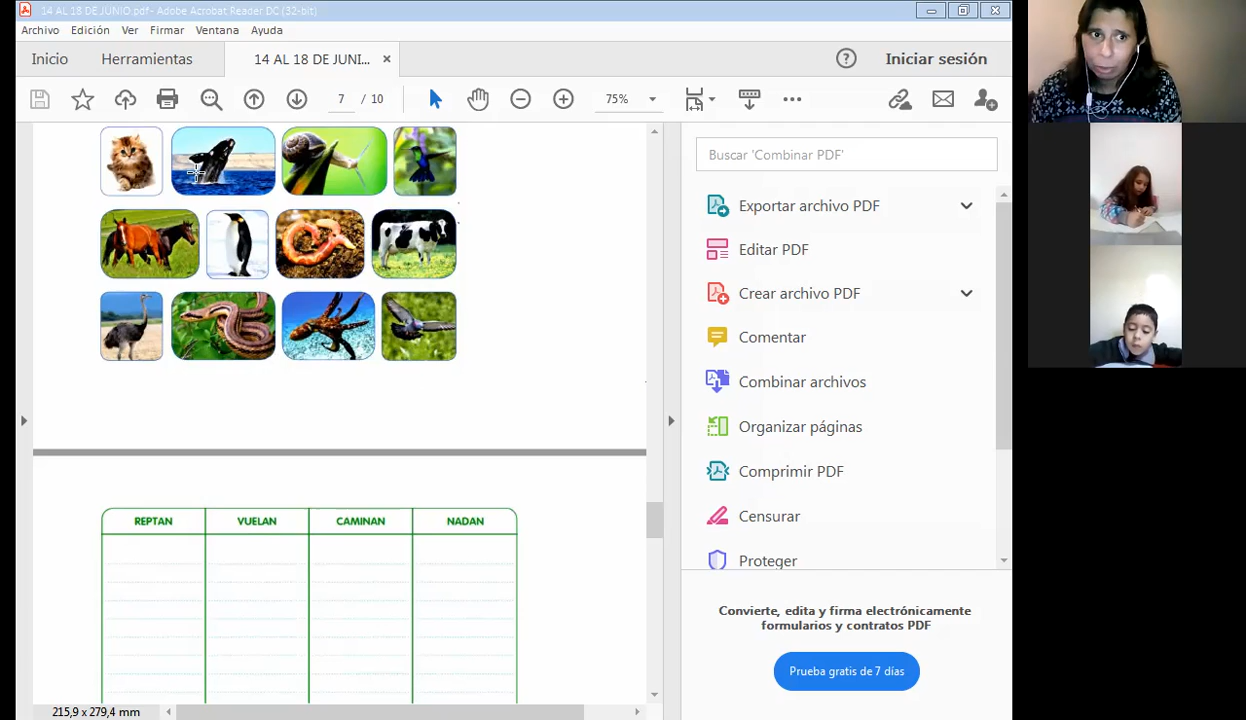 14 AL 18 DE JUNIO.pdf - Adobe Acrobat Reader DC (32-bit)
Archivo Edición Ver Firmar Ventana Ayuda
Inicio Herramientas 14 AL 18 DE JUNI... Iniciar sesión
7 / 10 75%
Buscar 'Combinar PDF'
Exportar archivo PDF
Editar PDF
Crear archivo PDF
Comentar
Combinar archivos
Organizar páginas
Comprimir PDF
Censurar
Proteger
REPTAN VUELAN CAMINAN NADAN
Convierte, edita y firma electrónicamente
formularios y contratos PDF
Prueba gratis de 7 días
215,9 x 279,4 mm